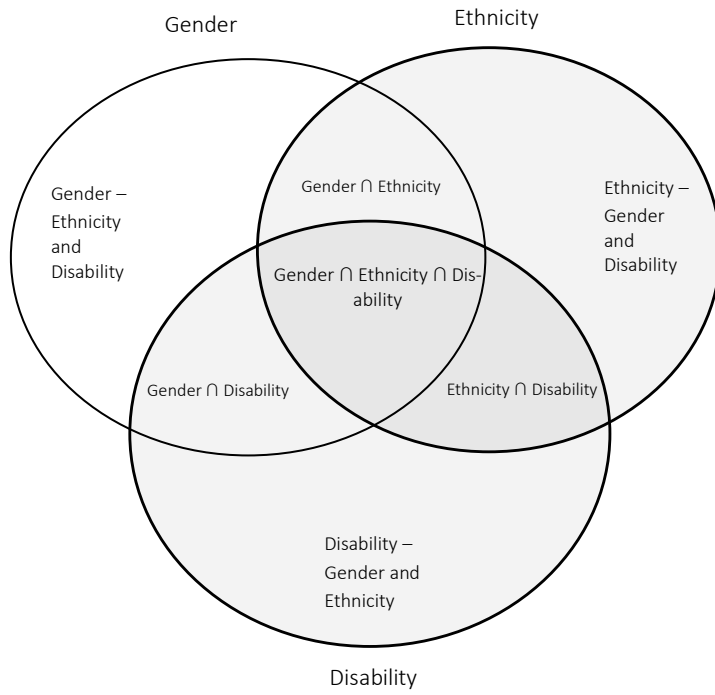 Gender
Ethnicity
Gender ∩ Ethnicity
Gender –
Ethnicity
and
Disability
Ethnicity –
Gender
and
Disability
Gender ∩ Ethnicity ∩ Dis-
ability
Gender ∩ Disability
Ethnicity ∩ Disability
Disability –
Gender and
Ethnicity
Disability